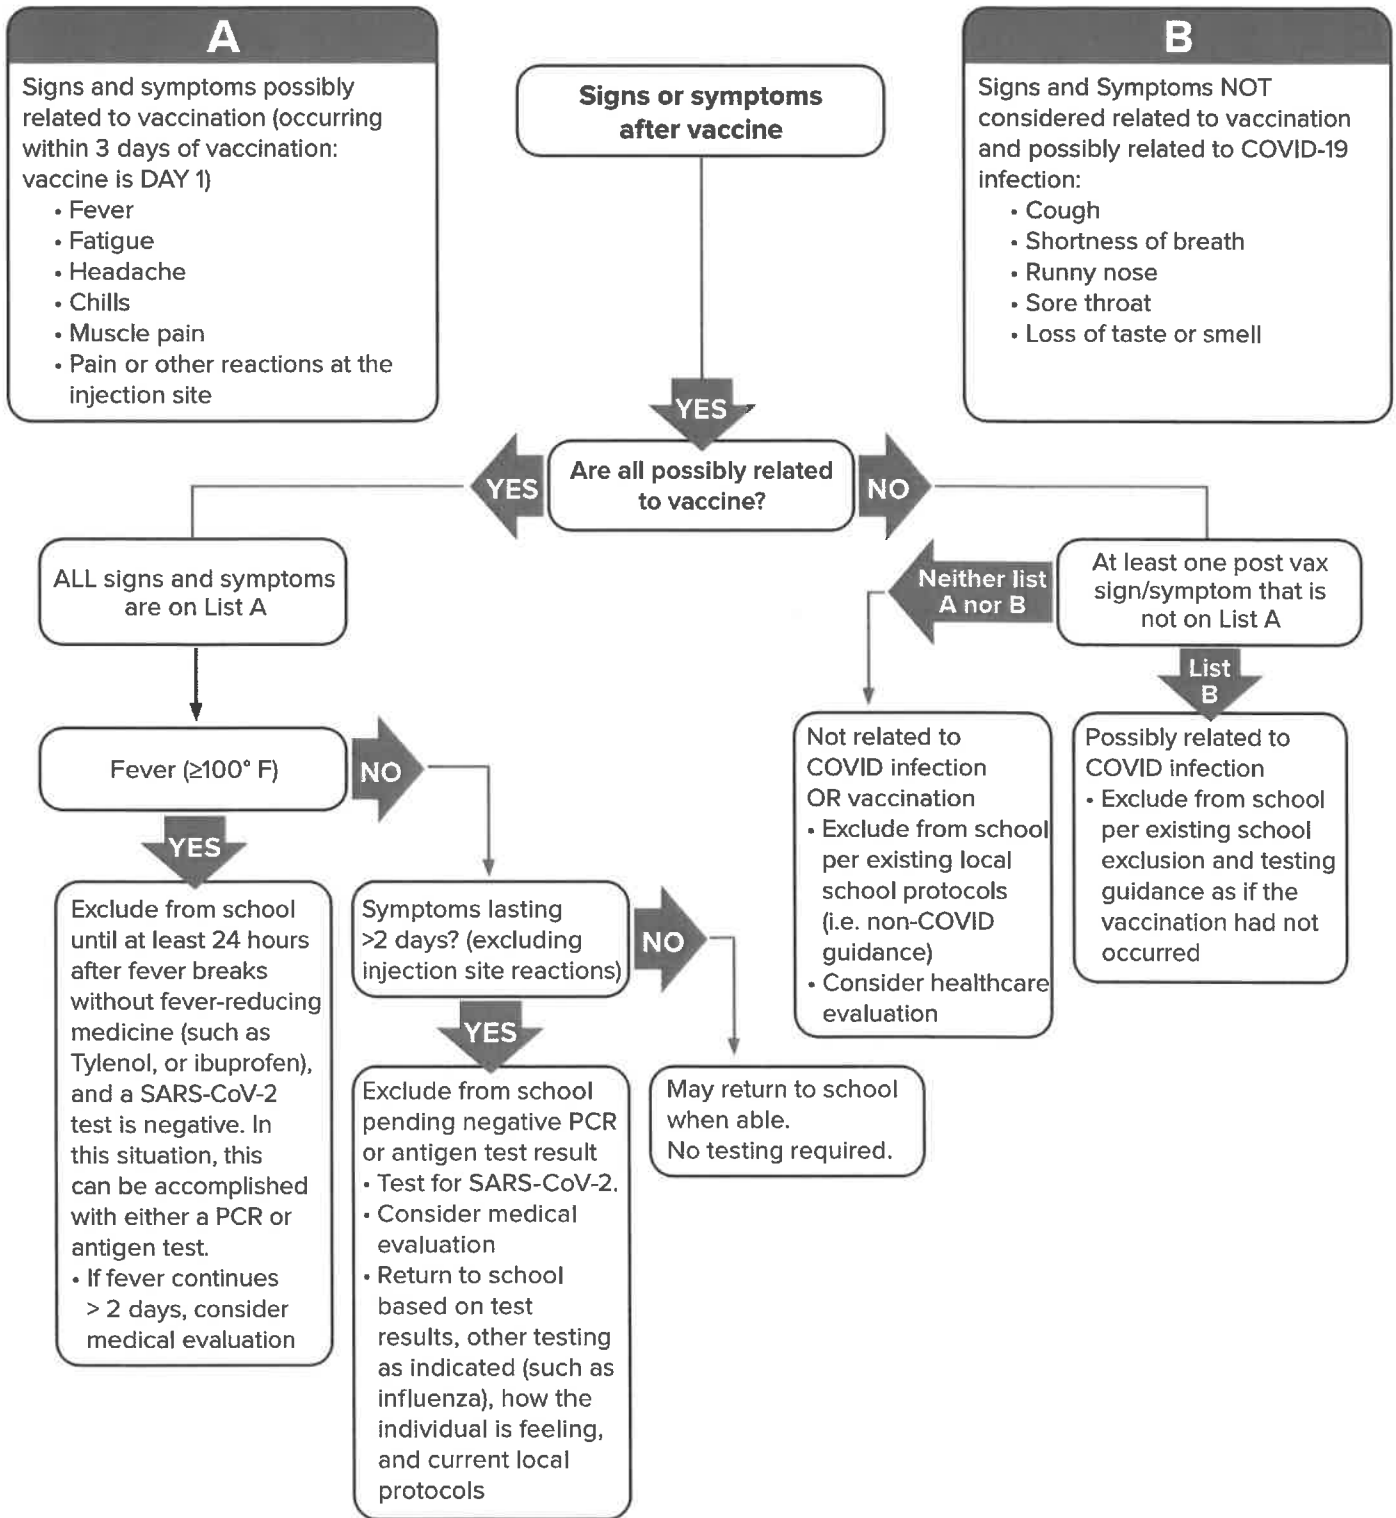 A
Signs and symptoms possibly
related to vaccination (occurring
within 3 days of vaccination:
vaccine is DAY 1)
• Fever
• Fatigue
• Headache
• Chills
• Muscle pain
• Pain or other reactions at the
injection site
Signs or symptoms
after vaccine
B
Signs and Symptoms NOT
considered related to vaccination
and possibly related to COVID-19
infection:
• Cough
• Shortness of breath
• Runny nose
• Sore throat
• Loss of taste or smell
YES
Are all possibly related
to vaccine?
YES
NO
ALL signs and symptoms
are on List A
At least one post vax
sign/symptom that is
not on List A
Neither list
A nor B
List
B
Fever (≥100° F)
NO
YES
Exclude from school
until at least 24 hours
after fever breaks
without fever-reducing
medicine (such as
Tylenol, or ibuprofen),
and a SARS-CoV-2
test is negative. In
this situation, this
can be accomplished
with either a PCR or
antigen test.
• If fever continues
> 2 days, consider
medical evaluation
Symptoms lasting
>2 days? (excluding
injection site reactions)
NO
YES
Exclude from school
pending negative PCR
or antigen test result
• Test for SARS-CoV-2.
• Consider medical
evaluation
• Return to school
based on test
results, other testing
as indicated (such as
influenza), how the
individual is feeling,
and current local
protocols
May return to school
when able.
No testing required.
Not related to
COVID infection
OR vaccination
• Exclude from school
per existing local
school protocols
(i.e. non-COVID
guidance)
• Consider healthcare
evaluation
Possibly related to
COVID infection
• Exclude from school
per existing school
exclusion and testing
guidance as if the
vaccination had not
occurred